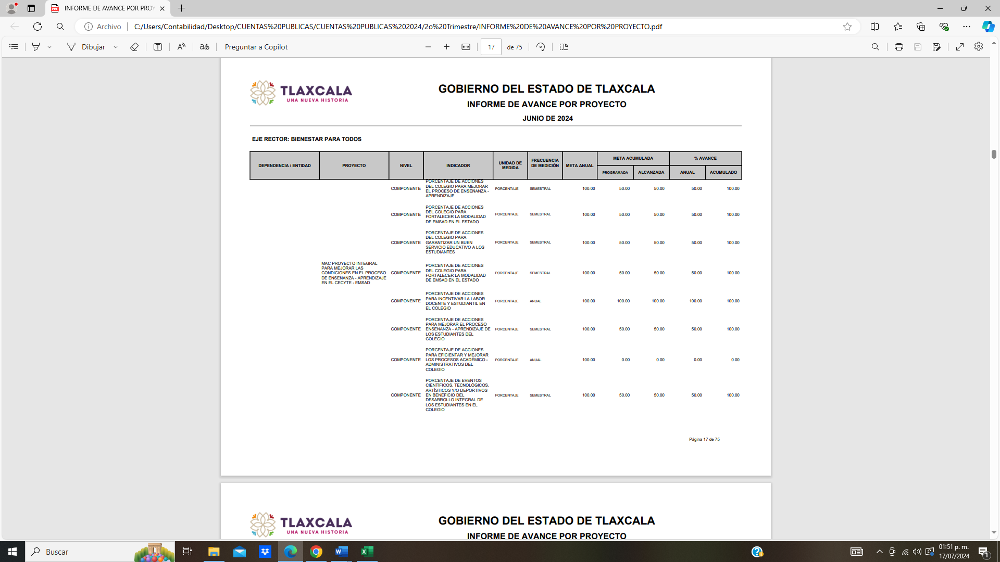 INFORME DE AVANCE POR PROY
Archivo
C:/Users/Contabilidad/Desktop/CUENTAS%20PUBLICAS/CUENTAS%20PUBLICAS%202024/2o%20Trimestre/INFORME%20DE%20AVANCE%20POR%20PROYECTO.pdf
Dibujar
aあ
Preguntar a Copilot
17
de 75
TLAXCALA
UNA NUEVA HISTORIA
GOBIERNO DEL ESTADO DE TLAXCALA
INFORME DE AVANCE POR PROYECTO
JUNIO DE 2024
EJE RECTOR: BIENESTAR PARA TODOS
DEPENDENCIA / ENTIDAD
PROYECTO
NIVEL
INDICADOR
UNIDAD DE
MEDIDA
FRECUENCIA
DE MEDICIÓN
META ANUAL
META ACUMULADA
PROGRAMADA
ALCANZADA
% AVANCE
ANUAL
ACUMULADO
COMPONENTE
PORCENTAJE DE ACCIONES
DEL COLEGIO PARA MEJORAR
EL PROCESO DE ENSEÑANZA -
APRENDIZAJE
PORCENTAJE SEMESTRAL 100.00 50.00 50.00 50.00 100.00
COMPONENTE
PORCENTAJE DE ACCIONES
DEL COLEGIO PARA
FORTALECER LA MODALIDAD
DE EMSAD EN EL ESTADO
PORCENTAJE SEMESTRAL 100.00 50.00 50.00 50.00 100.00
COMPONENTE
PORCENTAJE DE ACCIONES
DEL COLEGIO PARA
GARANTIZAR UN BUEN
SERVICIO EDUCATIVO A LOS
ESTUDIANTES
PORCENTAJE SEMESTRAL 100.00 50.00 50.00 50.00 100.00
MAC PROYECTO INTEGRAL
PARA MEJORAR LAS
CONDICIONES EN EL PROCESO
DE ENSEÑANZA - APRENDIZAJE
EN EL CECYTE - EMSAD
COMPONENTE
PORCENTAJE DE ACCIONES
DEL COLEGIO PARA
FORTALECER LA MODALIDAD
DE EMSAD EN EL ESTADO
PORCENTAJE SEMESTRAL 100.00 50.00 50.00 50.00 100.00
COMPONENTE
PORCENTAJE DE ACCIONES
PARA INCENTIVAR LA LABOR
DOCENTE Y ESTUDIANTIL EN
EL COLEGIO
PORCENTAJE ANUAL 100.00 100.00 100.00 100.00 100.00
COMPONENTE
PORCENTAJE DE ACCIONES
PARA MEJORAR EL PROCESO
ENSEÑANZA - APRENDIZAJE DE
LOS ESTUDIANTES DEL
COLEGIO
PORCENTAJE SEMESTRAL 100.00 50.00 50.00 50.00 100.00
COMPONENTE
PORCENTAJE DE ACCIONES
PARA EFICIENTAR Y MEJORAR
LOS PROCESOS ACADÉMICO -
ADMINISTRATIVOS DEL
COLEGIO
PORCENTAJE ANUAL 100.00 0.00 0.00 0.00 0.00
COMPONENTE
PORCENTAJE DE EVENTOS
CIENTÍFICOS, TECNOLÓGICOS,
ARTÍSTICOS Y/O DEPORTIVOS
EN BENEFICIO DEL
DESARROLLO INTEGRAL DE
LOS ESTUDIANTES EN EL
COLEGIO
PORCENTAJE SEMESTRAL 100.00 50.00 50.00 50.00 100.00
Página 17 de 75
TLAXCALA
UNA NUEVA HISTORIA
GOBIERNO DEL ESTADO DE TLAXCALA
INFORME DE AVANCE POR PROYECTO
Buscar
01:51 p. m.
17/07/2024
1